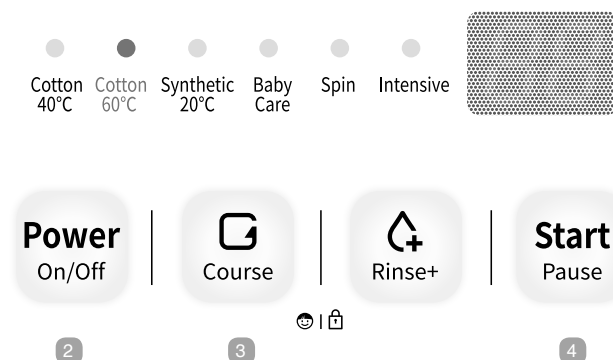 Cotton Cotton Synthetic Baby Spin Intensive
40°C 60°C 20°C Care
Power
On/Off
Course
Rinse+
Start
Pause
2 3 4